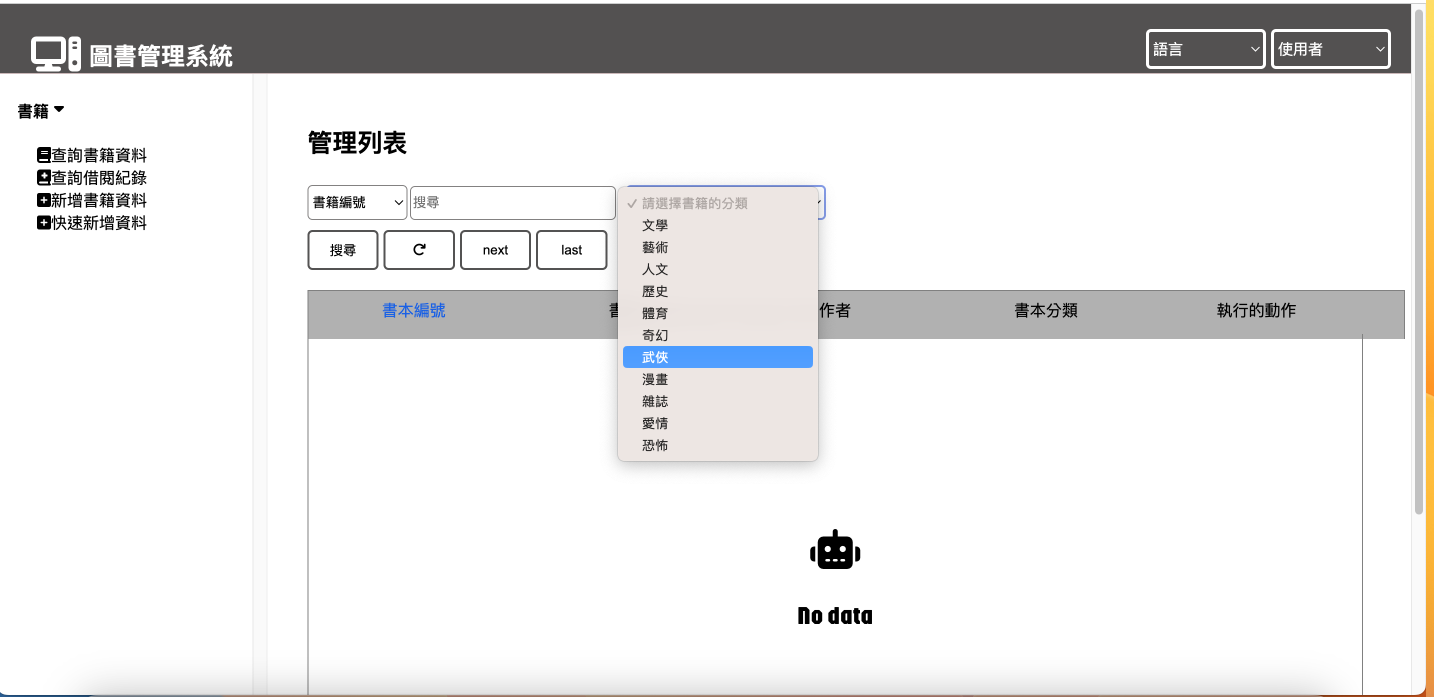 圖書管理系統
語言
使用者
書籍
查詢書籍資料
查詢借閱紀錄
新增書籍資料
快速新增資料
管理列表
書籍編號
搜尋
請選擇書籍的分類
文學
藝術
人文
歷史
體育
奇幻
武俠
漫畫
雜誌
愛情
恐怖
搜尋
next
last
書本編號
作者
書本分類
執行的動作
No data